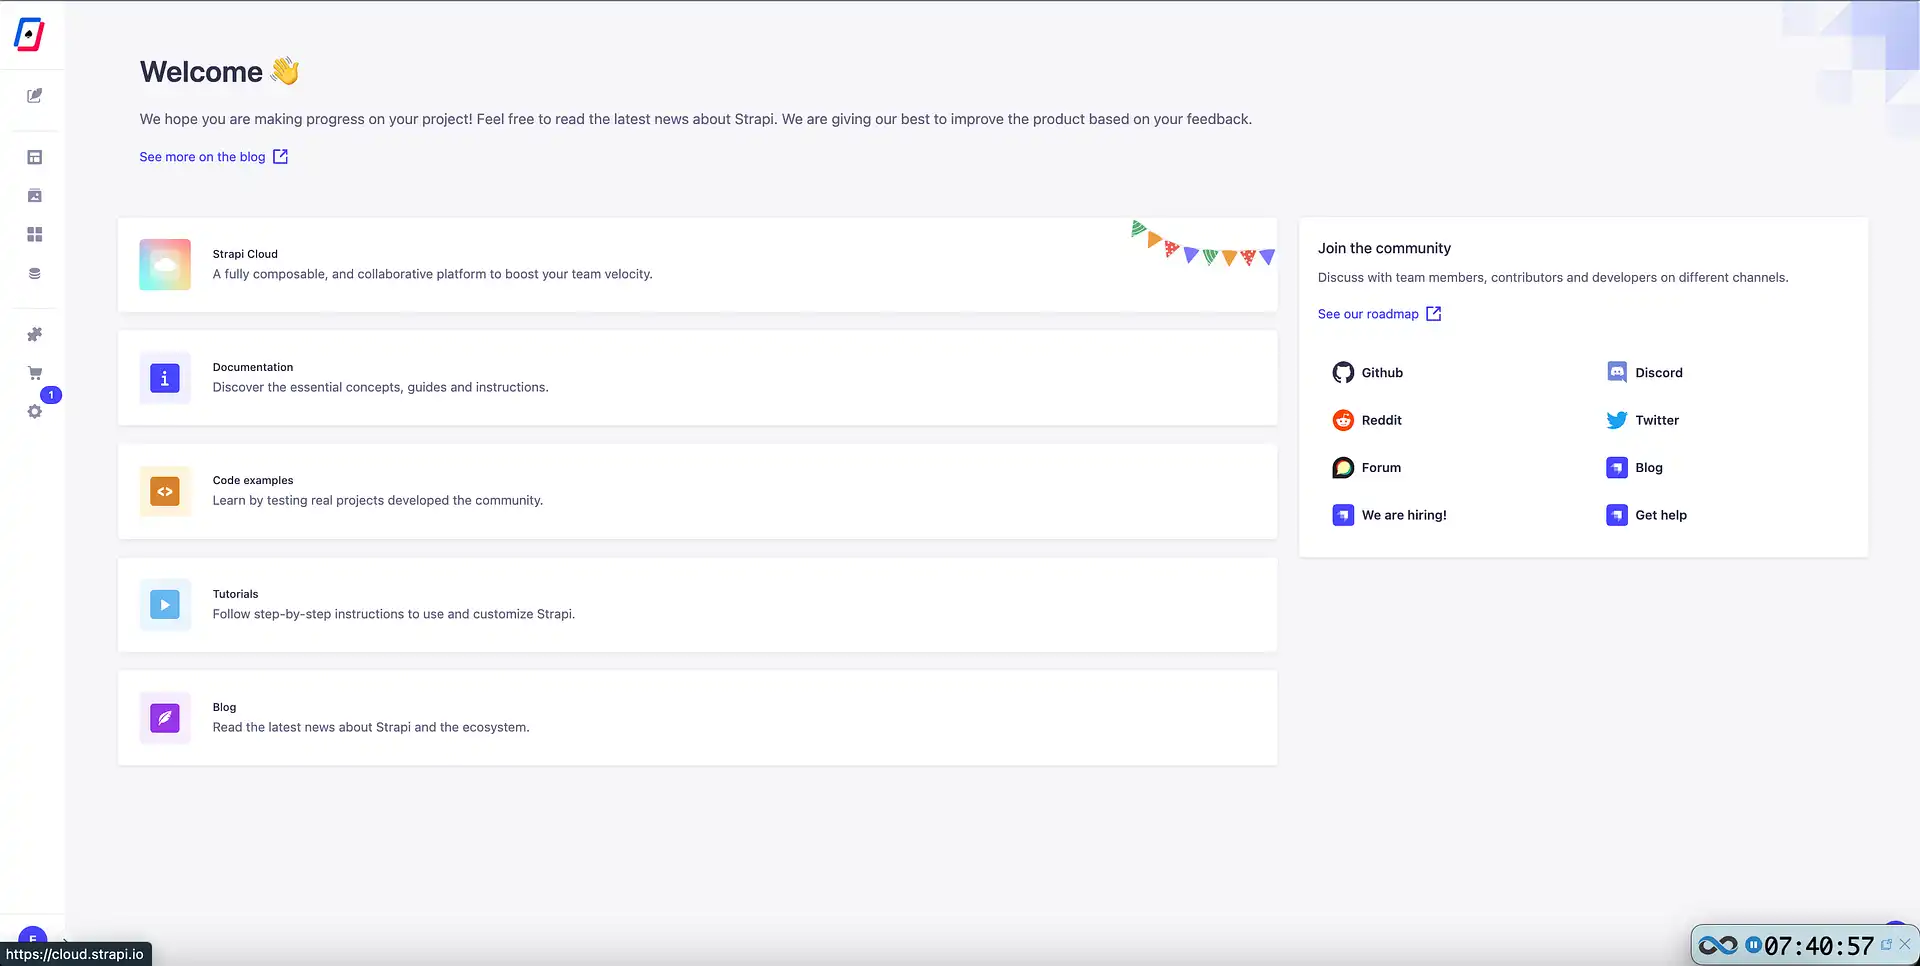 Welcome 👋
We hope you are making progress on your project! Feel free to read the latest news about Strapi. We are giving our best to improve the product based on your feedback.
See more on the blog
Strapi Cloud
A fully composable, and collaborative platform to boost your team velocity.
Documentation
Discover the essential concepts, guides and instructions.
Code examples
Learn by testing real projects developed the community.
Tutorials
Follow step-by-step instructions to use and customize Strapi.
Blog
Read the latest news about Strapi and the ecosystem.
Join the community
Discuss with team members, contributors and developers on different channels.
See our roadmap
Github
Discord
Reddit
Twitter
Forum
Blog
We are hiring!
Get help
1
https://cloud.strapi.io
07:40:57